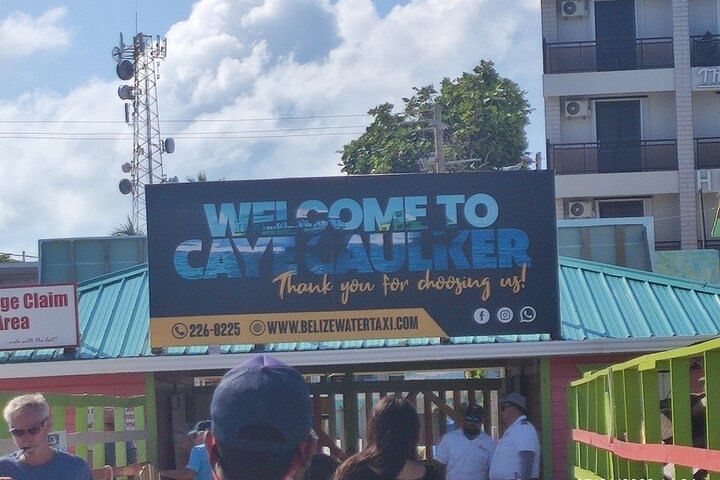 WELCOME TO
CAYE CAULKER
Thank you for choosing us!
226-8225 WWW.BELIZEWATERTAXI.COM
ge Claim
Area